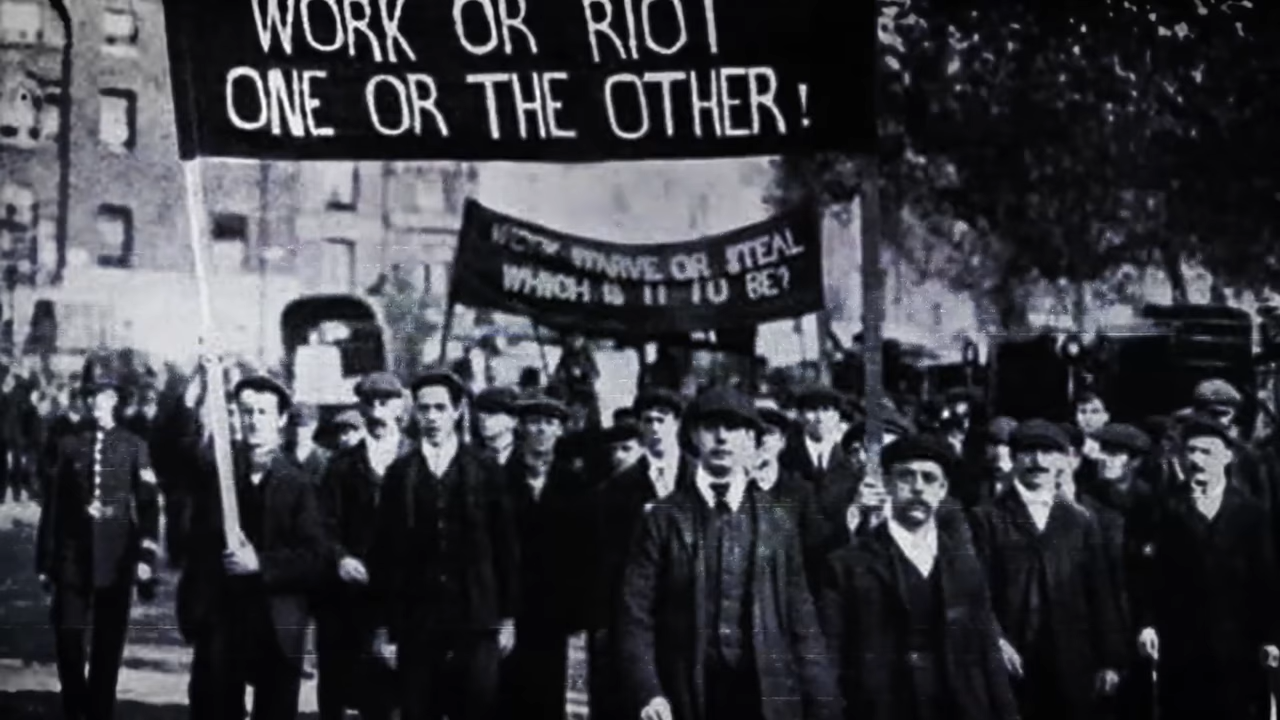 WORK OR RIOT
ONE OR THE OTHER!
WORK STARVE OR STEAL
WHICH IS IT TO BE?